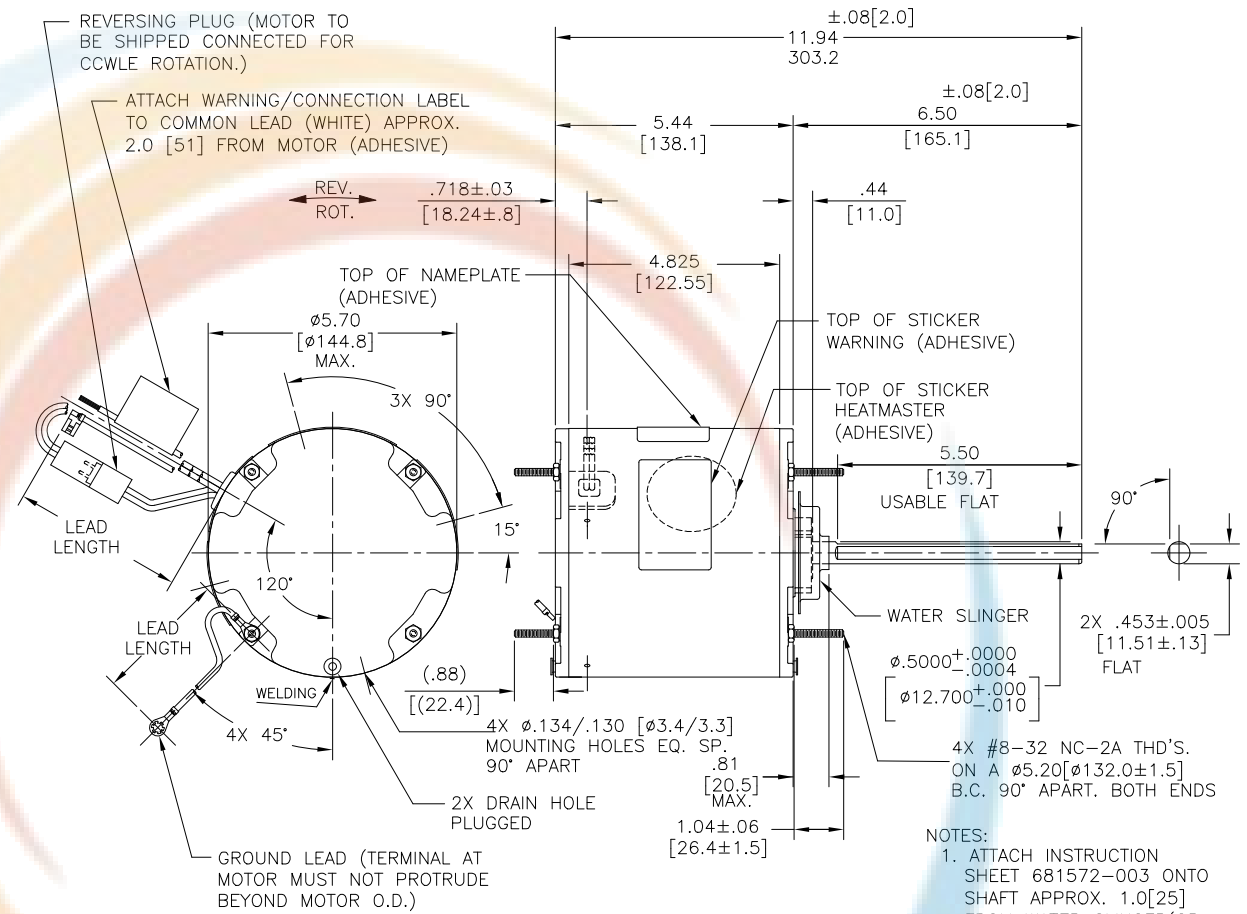 REVERSING PLUG (MOTOR TO
BE SHIPPED CONNECTED FOR
CCWLE ROTATION.)
ATTACH WARNING/CONNECTION LABEL
TO COMMON LEAD (WHITE) APPROX.
2.0 [51] FROM MOTOR (ADHESIVE)
±.08[2.0]
11.94
303.2
±.08[2.0]
5.44
[138.1]
6.50
[165.1]
REV.
ROT.
.718±.03
[18.24±.8]
.44
[11.0]
4.825
[122.55]
TOP OF NAMEPLATE
(ADHESIVE)
ø5.70
[ø144.8]
MAX.
3X 90°
TOP OF STICKER
WARNING (ADHESIVE)
TOP OF STICKER
HEATMASTER
(ADHESIVE)
5.50
[139.7]
USABLE FLAT
90°
LEAD
LENGTH
15°
120°
LEAD
LENGTH
WATER SLINGER
2X .453±.005
[11.51±.13]
FLAT
ø.5000+.0000
-.0004
[ø12.700+.000
-.010]
WELDING
(.88)
[(22.4)]
4X 45°
4X ø.134/.130 [ø3.4/3.3]
MOUNTING HOLES EQ. SP.
90° APART
.81
[20.5]
MAX.
4X #8-32 NC-2A THD'S.
ON A ø5.20[ø132.0±1.5]
B.C. 90° APART. BOTH ENDS
2X DRAIN HOLE
PLUGGED
1.04±.06
[26.4±1.5]
GROUND LEAD (TERMINAL AT
MOTOR MUST NOT PROTRUDE
BEYOND MOTOR O.D.)
NOTES:
1. ATTACH INSTRUCTION
SHEET 681572-003 ONTO
SHAFT APPROX. 1.0[25]